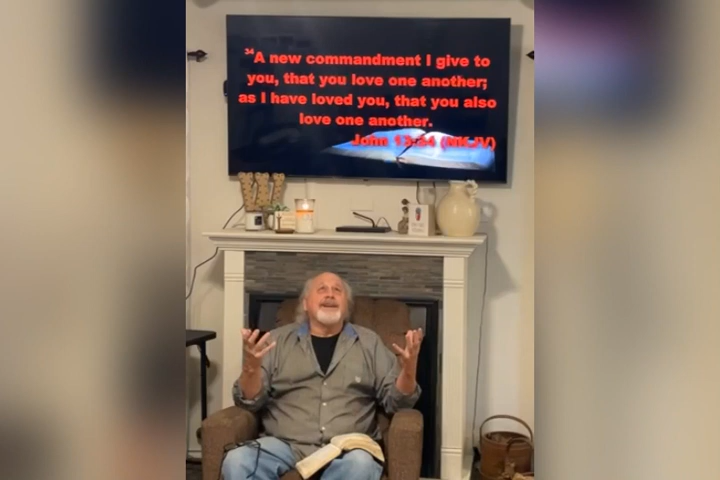 ³⁴A new commandment I give to
you, that you love one another;
as I have loved you, that you also
love one another.
John 13:34 (NKJV)